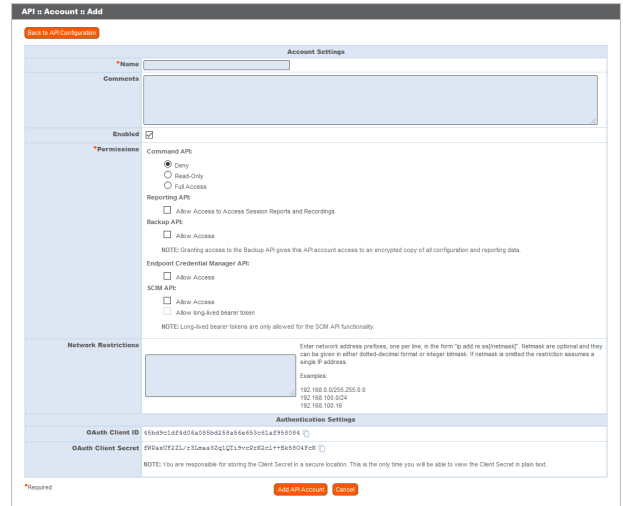 API :: Account :: Add
Back to API Configuration
Account Settings
*Name
Comments
Enabled
*Permissions
Command API:
Deny
Read-Only
Full Access
Reporting API:
Allow Access to Access Session Reports and Recordings
Backup API:
Allow Access
NOTE: Granting access to the Backup API gives this API account access to an encrypted copy of all configuration and reporting data.
Endpoint Credential Manager API:
Allow Access
SCIM API:
Allow Access
Allow long-lived bearer token
NOTE: Long-lived bearer tokens are only allowed for the SCIM API functionality.
Network Restrictions
Enter network address prefixes, one per line, in the form "ip.add.re.ss[/netmask]". Netmask are optional and they
can be given in either dotted-decimal format or integer bitmask. If netmask is omitted the restriction assumes a
single IP address.
Examples:
192.168.0.0/255.255.0.0
192.168.100.0/24
192.168.100.16
Authentication Settings
OAuth Client ID
OAuth Client Secret
NOTE: You are responsible for storing the Client Secret in a secure location. This is the only time you will be able to view the Client Secret in plain text.
*Required
Add API Account
Cancel